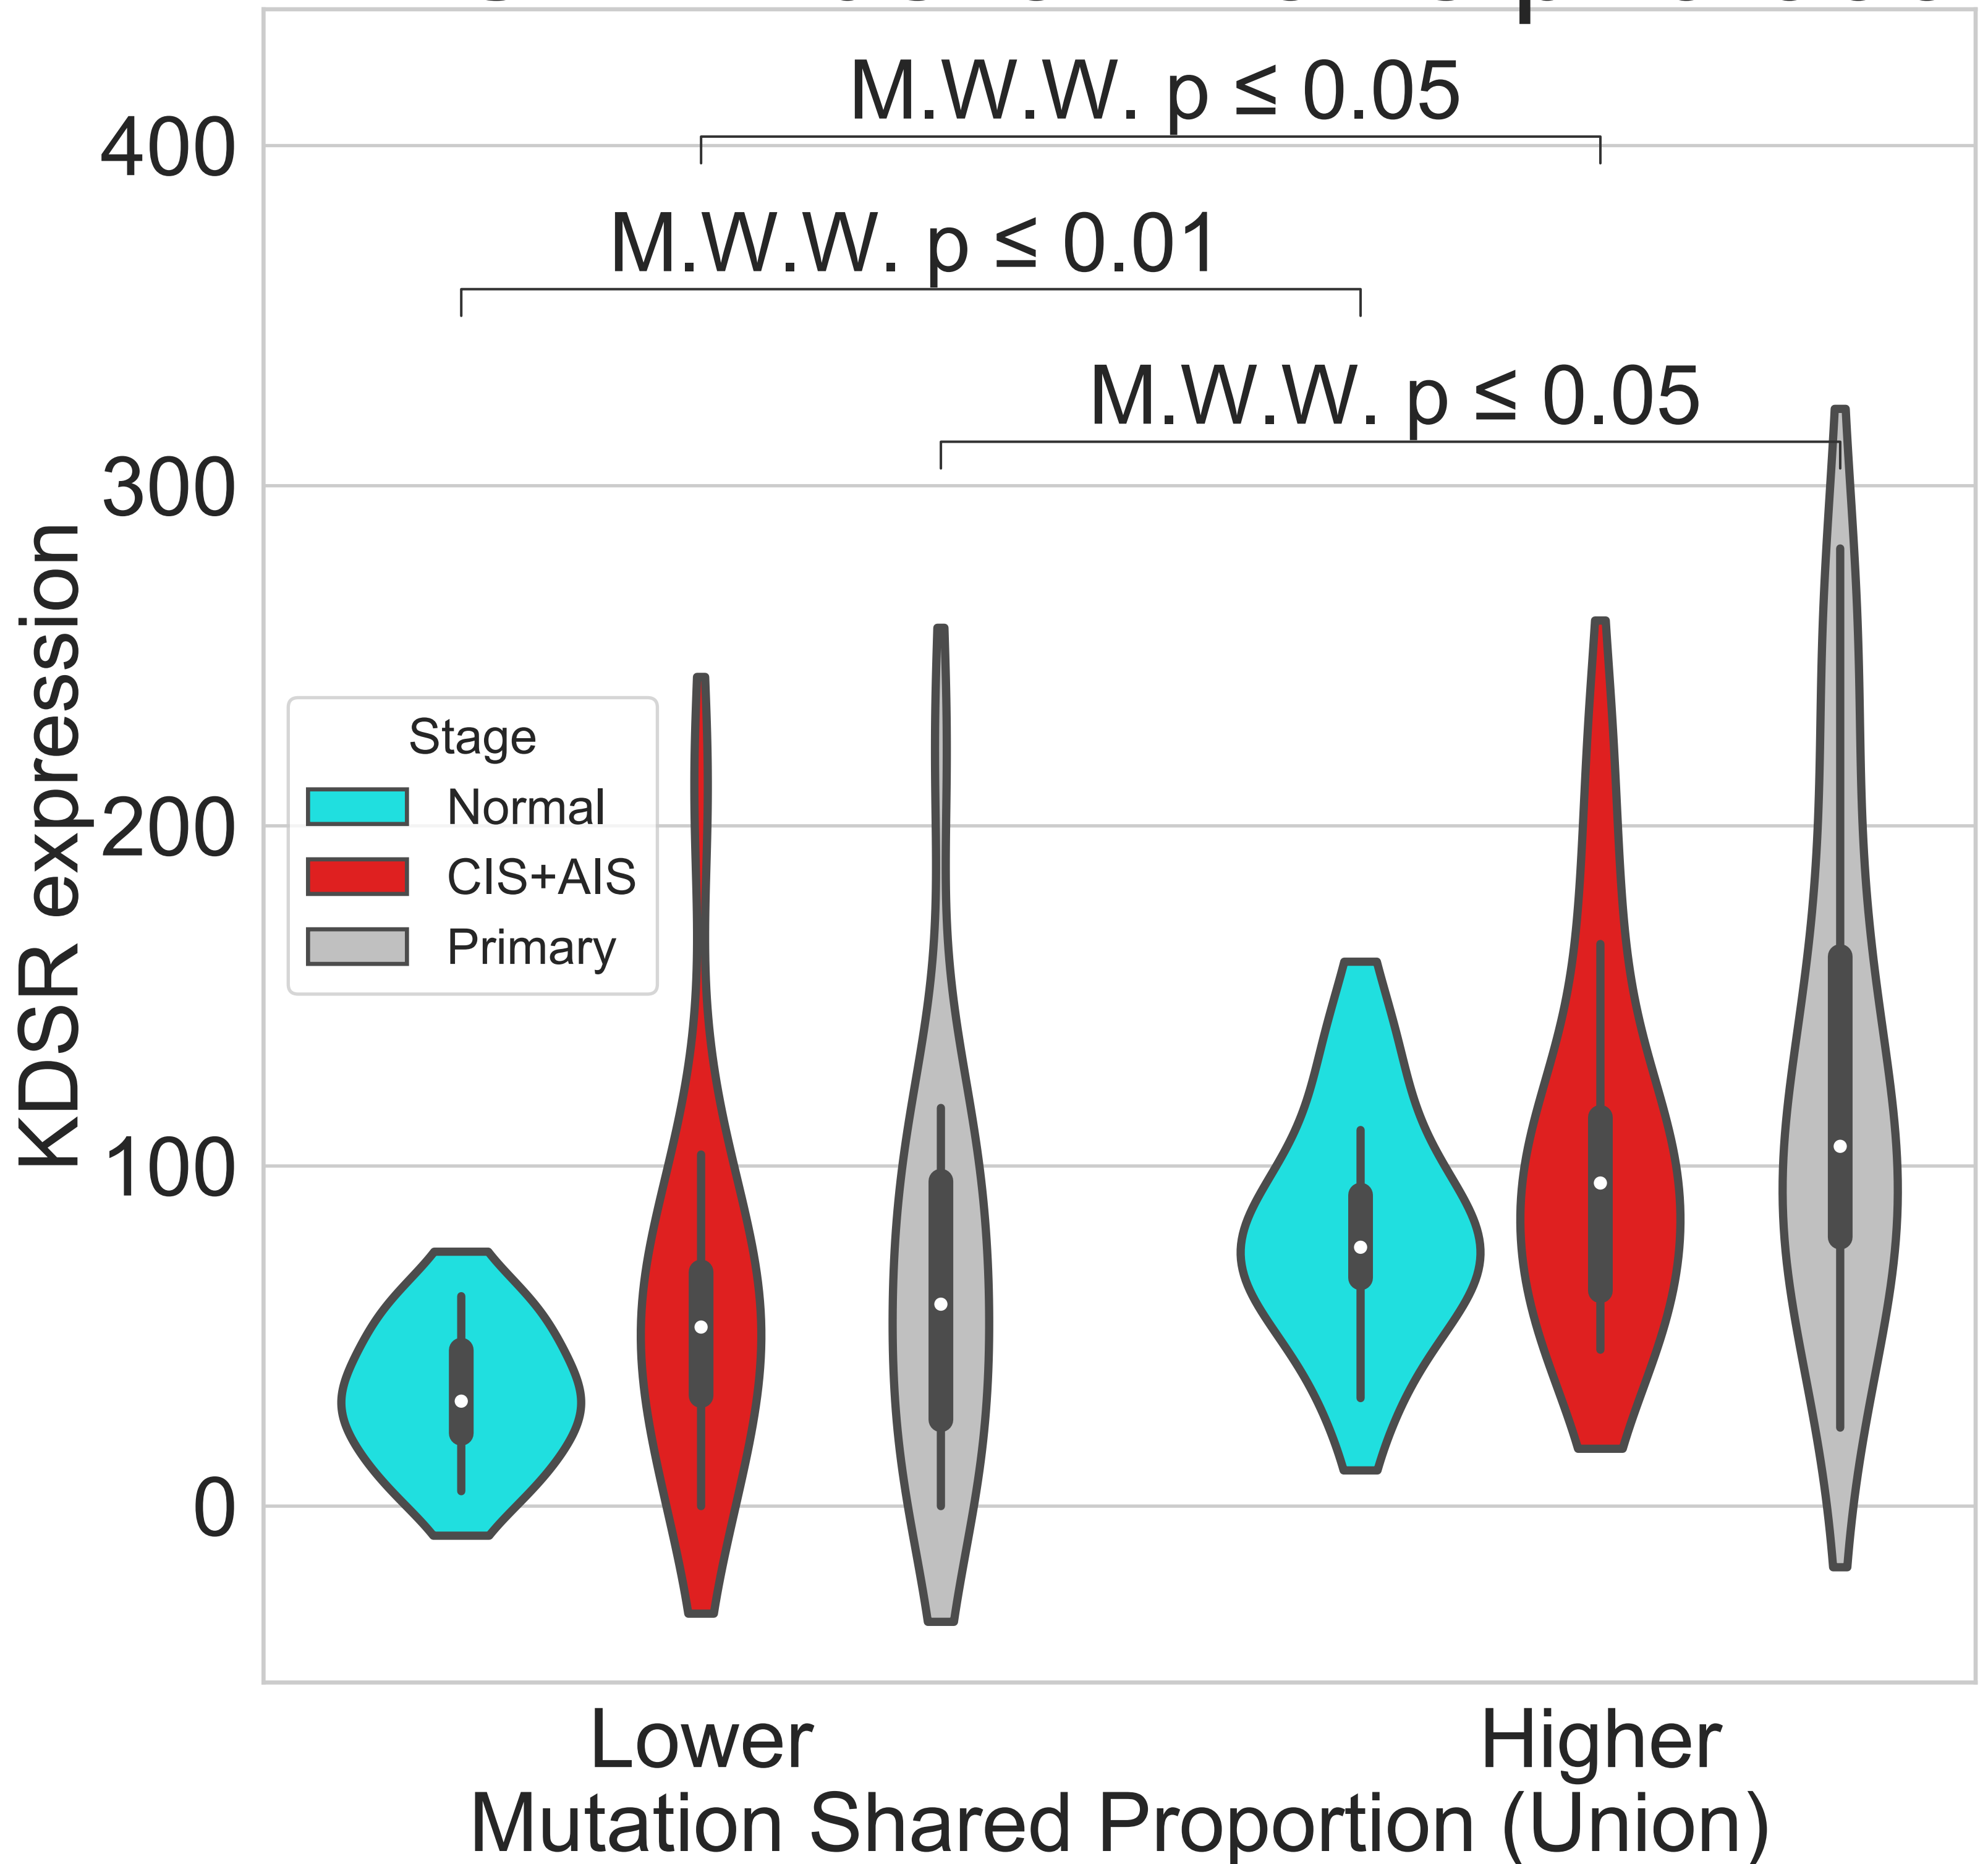 M.W.W. p ≤ 0.05
400
M.W.W. p ≤ 0.01
M.W.W. p ≤ 0.05
300
KDSR expression
Stage
Normal
200
CIS+AIS
Primary
100
0
Lower
Higher
Mutation Shared Proportion (Union)